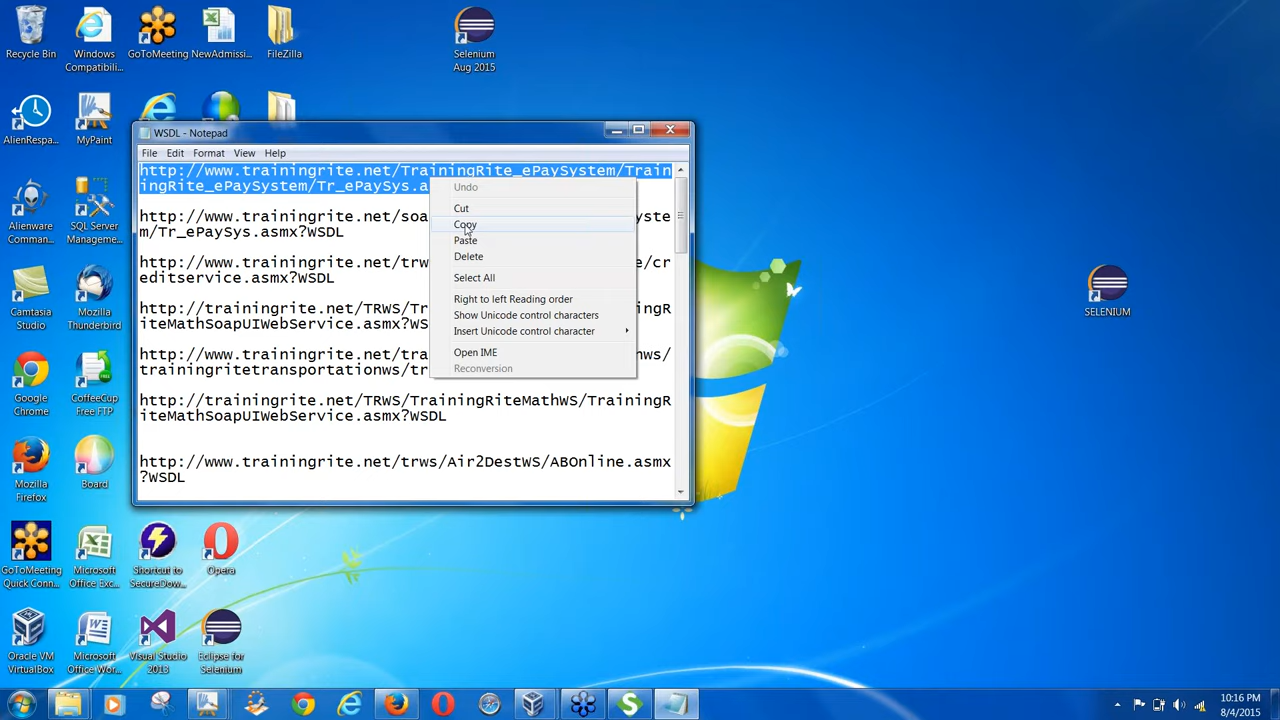 Recycle Bin
Windows
Compatibili...
GoToMeeting
NewAdmissi...
FileZilla
Selenium
Aug 2015
AlienRespa...
MyPaint
WSDL - Notepad
File Edit Format View Help
http://www.trainingrite.net/TrainingRite_ePaySystem/Train
ingRite_ePaySystem/Tr_ePaySys.a
http://www.trainingrite.net/soa
yste
m/Tr_ePaySys.asmx?WSDL
http://www.trainingrite.net/trw
e/cr
editservice.asmx?WSDL
http://trainingrite.net/TRWS/Tr
ngR
iteMathSoapUIWebService.asmx?WS
http://www.trainingrite.net/tra
ws/
trainingritetransportationws/tr
http://www.trainingrite.net/TRWS/TrainingRiteMathWS/TrainingR
iteMathSoapUIWebService.asmx?WSDL
http://www.trainingrite.net/trws/Air2DestWS/ABOnline.asmx
?WSDL
Undo
Cut
Copy
Paste
Delete
Select All
Right to left Reading order
Show Unicode control characters
Insert Unicode control character
Open IME
Reconversion
Alienware
Comman...
SQL Server
Manageme...
Camtasia
Studio
Mozilla
Thunderbird
SELENIUM
Google
Chrome
CoffeeCup
Free FTP
Mozilla
Firefox
Board
GoToMeeting
Quick Conn...
Microsoft
Office Exc...
Shortcut to
SecureDow...
Opera
Oracle VM
VirtualBox
Microsoft
Office Wor...
Visual Studio
2013
Eclipse for
Selenium
10:16 PM
8/4/2015